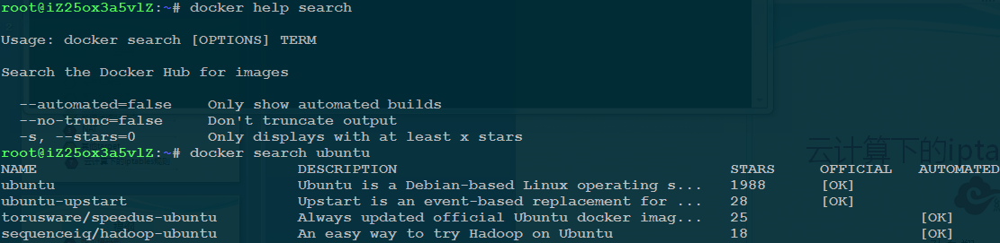 root@iZ25ox3a5vlZ:~# docker help search
Usage: docker search [OPTIONS] TERM
Search the Docker Hub for images
--automated=false    Only show automated builds
--no-trunc=false     Don't truncate output
-s, --stars=0        Only displays with at least x stars
root@iZ25ox3a5vlZ:~# docker search ubuntu
NAME                             DESCRIPTION                                     STARS     OFFICIAL   AUTOMATED
ubuntu                           Ubuntu is a Debian-based Linux operating s...   1988      [OK]
ubuntu-upstart                   Upstart is an event-based replacement for ...   28        [OK]
torusware/speedus-ubuntu         Always updated official Ubuntu docker imag...   25                   [OK]
sequenceiq/hadoop-ubuntu         An easy way to try Hadoop on Ubuntu             18                   [OK]
云计算下的ipta